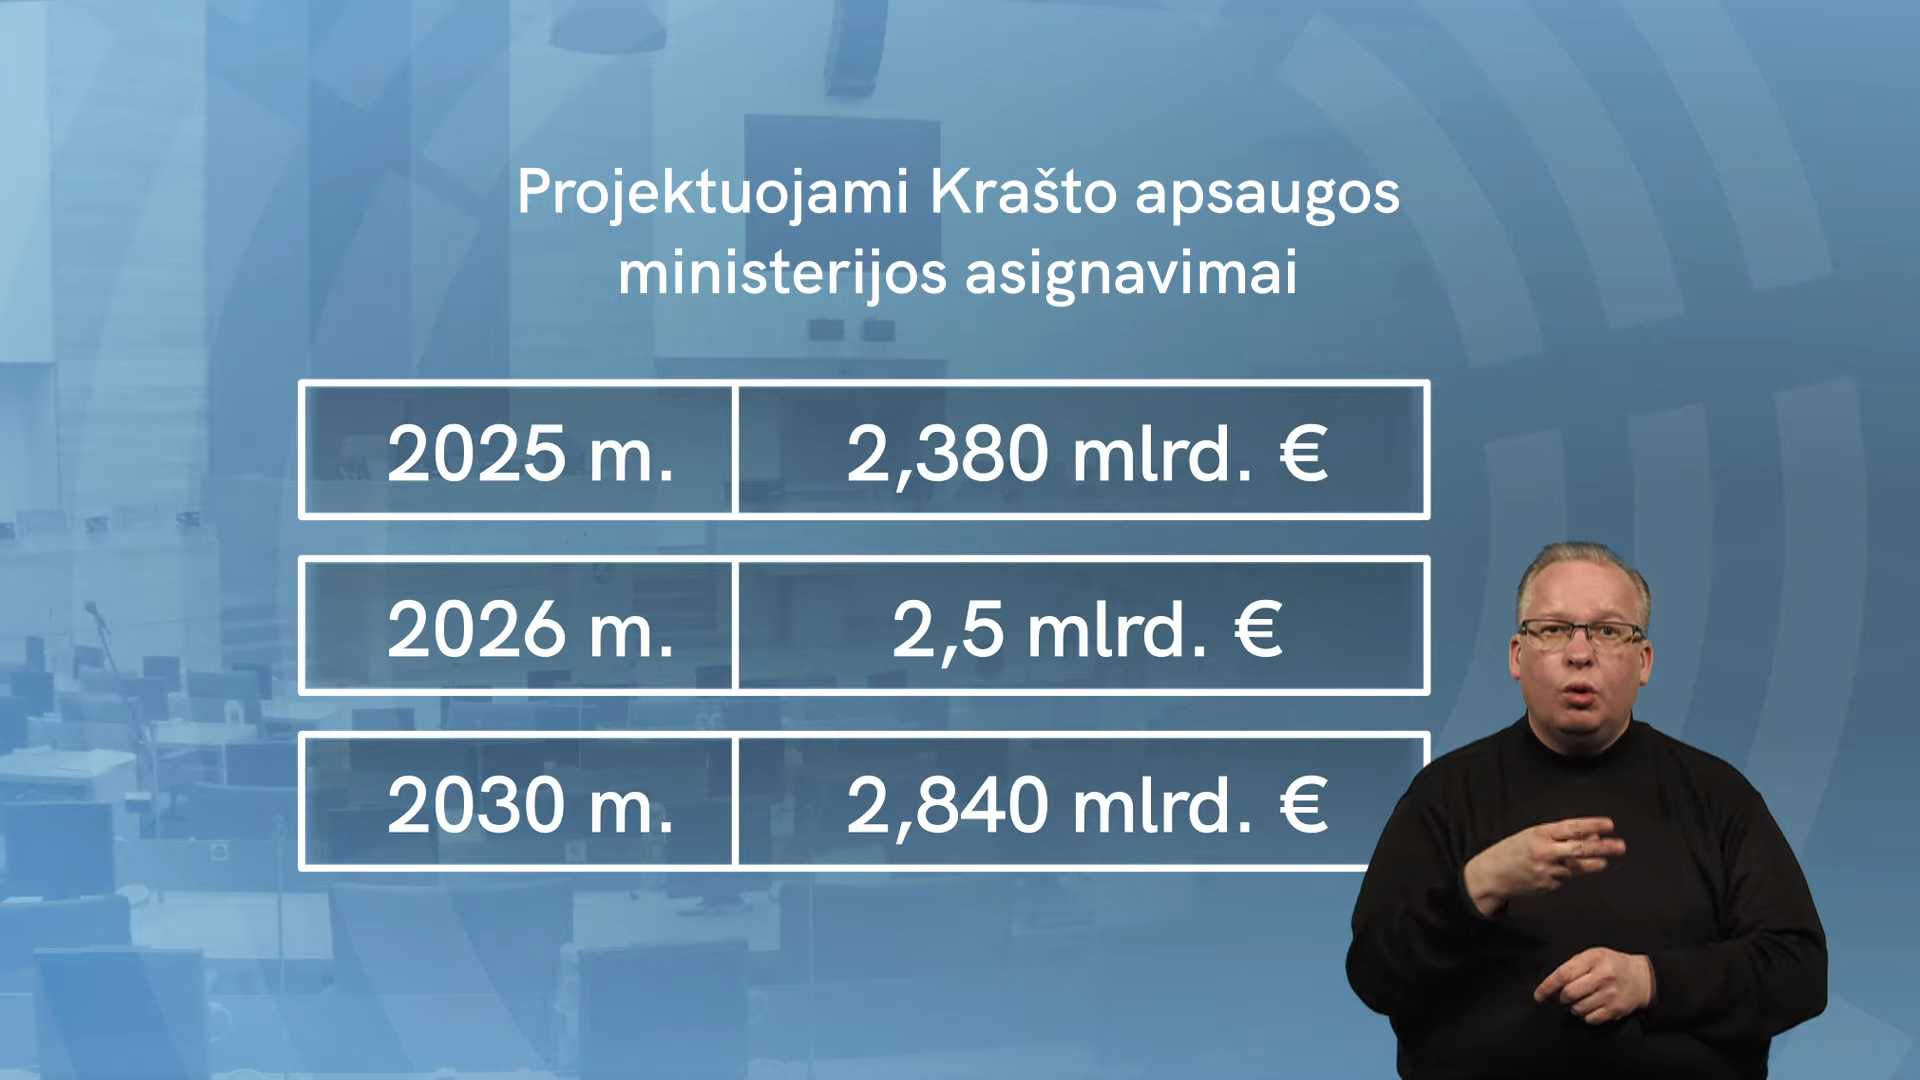 Projektuojami Krašto apsaugos
ministerijos asignavimai
2025 m. 2,380 mlrd. €
2026 m. 2,5 mlrd. €
2030 m. 2,840 mlrd. €